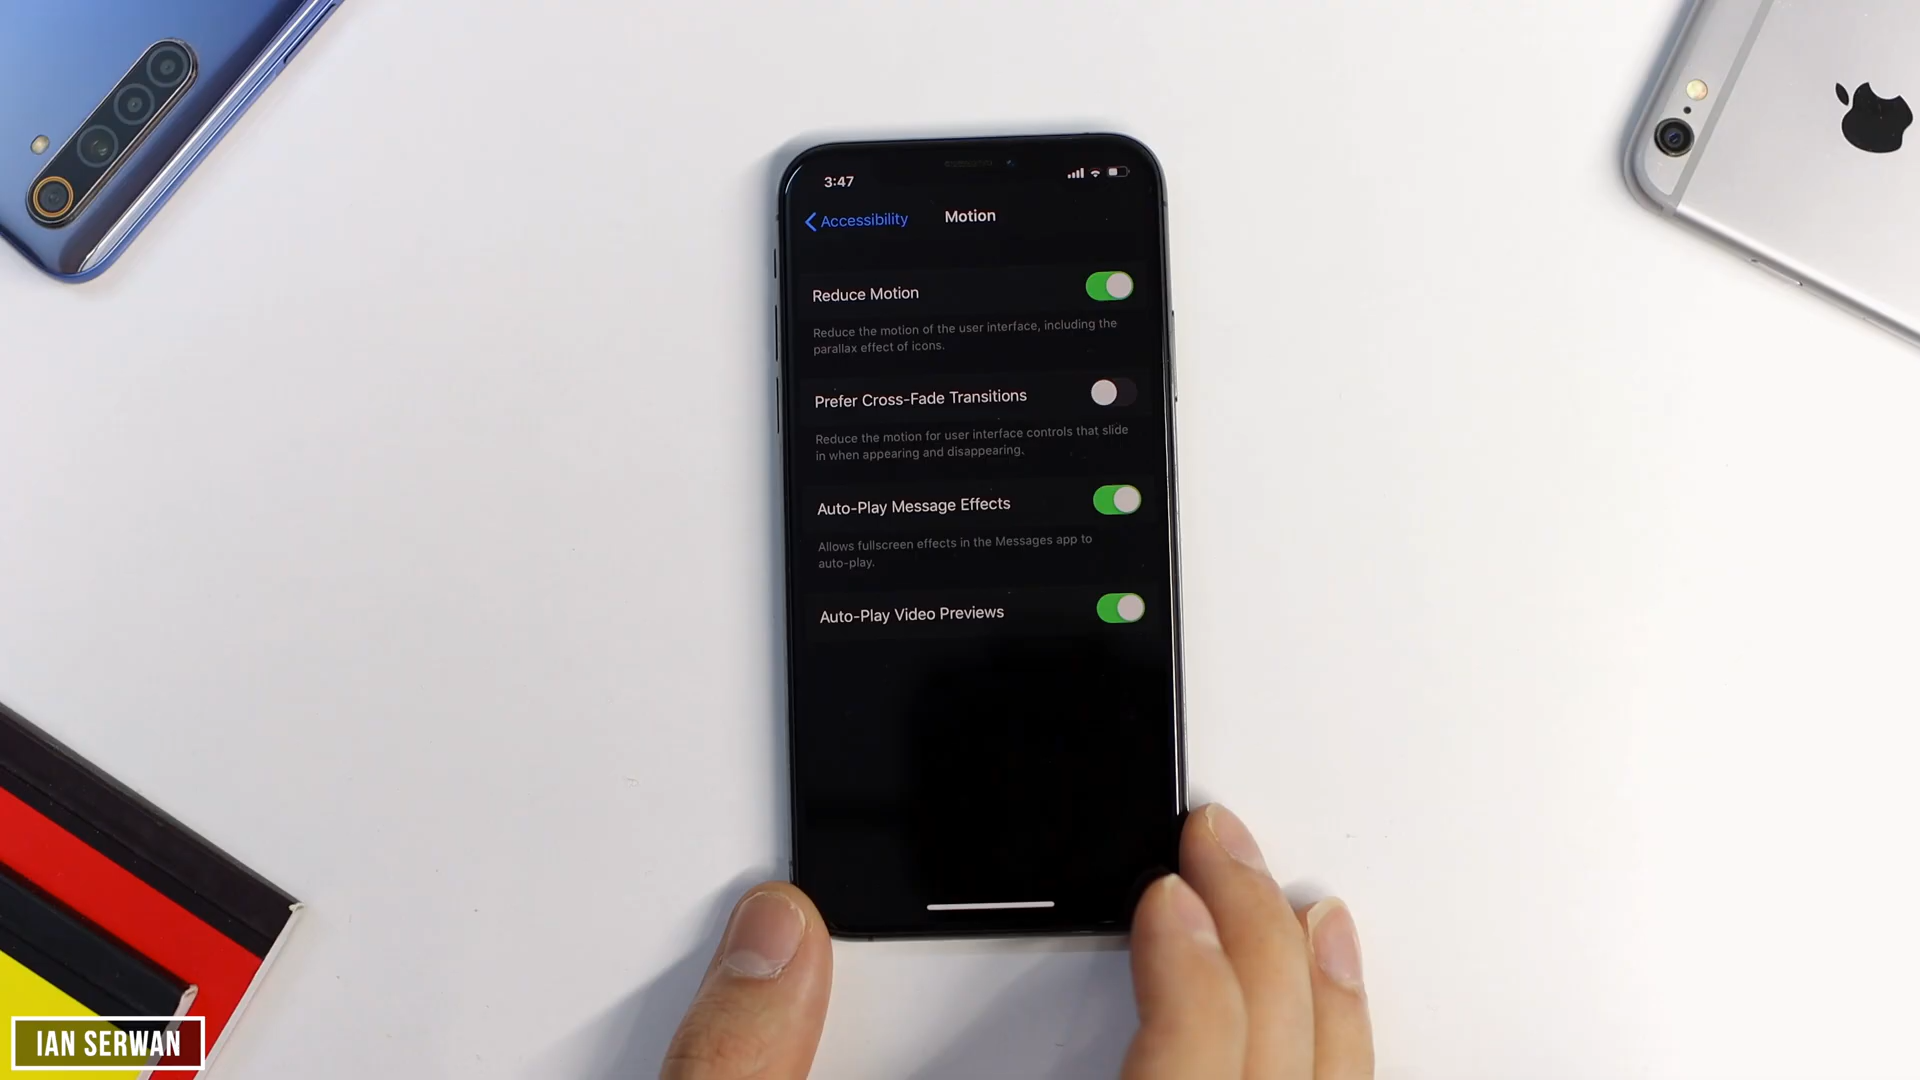 3:47
Accessibility
Motion
Reduce Motion
Reduce the motion of the user interface, including the
parallax effect of icons.
Prefer Cross-Fade Transitions
Reduce the motion for user interface controls that slide
in when appearing and disappearing.
Auto-Play Message Effects
Allows fullscreen effects in the Messages app to
auto-play.
Auto-Play Video Previews
IAN SERWAN